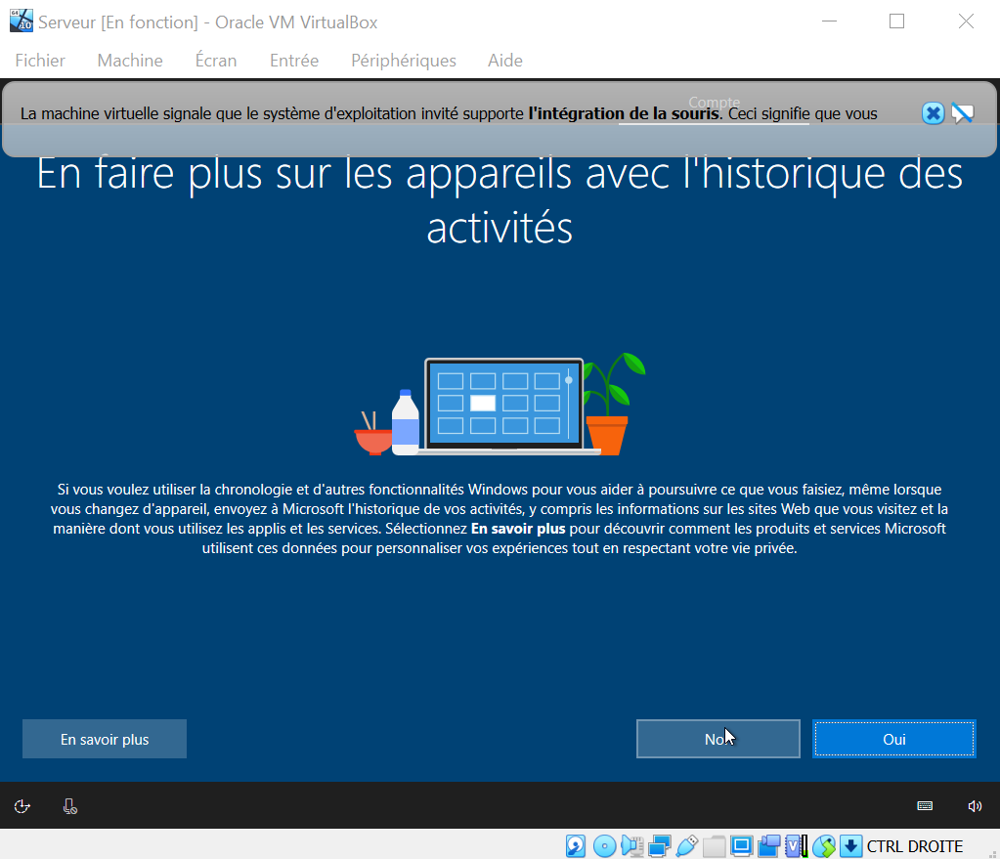 Serveur [En fonction] - Oracle VM VirtualBox
Fichier Machine Écran Entrée Périphériques Aide
Compte
La machine virtuelle signale que le système d'exploitation invité supporte l'intégration de la souris. Ceci signifie que vous
En faire plus sur les appareils avec l'historique des
activités
Si vous voulez utiliser la chronologie et d'autres fonctionnalités Windows pour vous aider à poursuivre ce que vous faisiez, même lorsque
vous changez d'appareil, envoyez à Microsoft l'historique de vos activités, y compris les informations sur les sites Web que vous visitez et la
manière dont vous utilisez les applis et les services. Sélectionnez En savoir plus pour découvrir comment les produits et services Microsoft
utilisent ces données pour personnaliser vos expériences tout en respectant votre vie privée.
En savoir plus Non Oui
CTRL DROITE